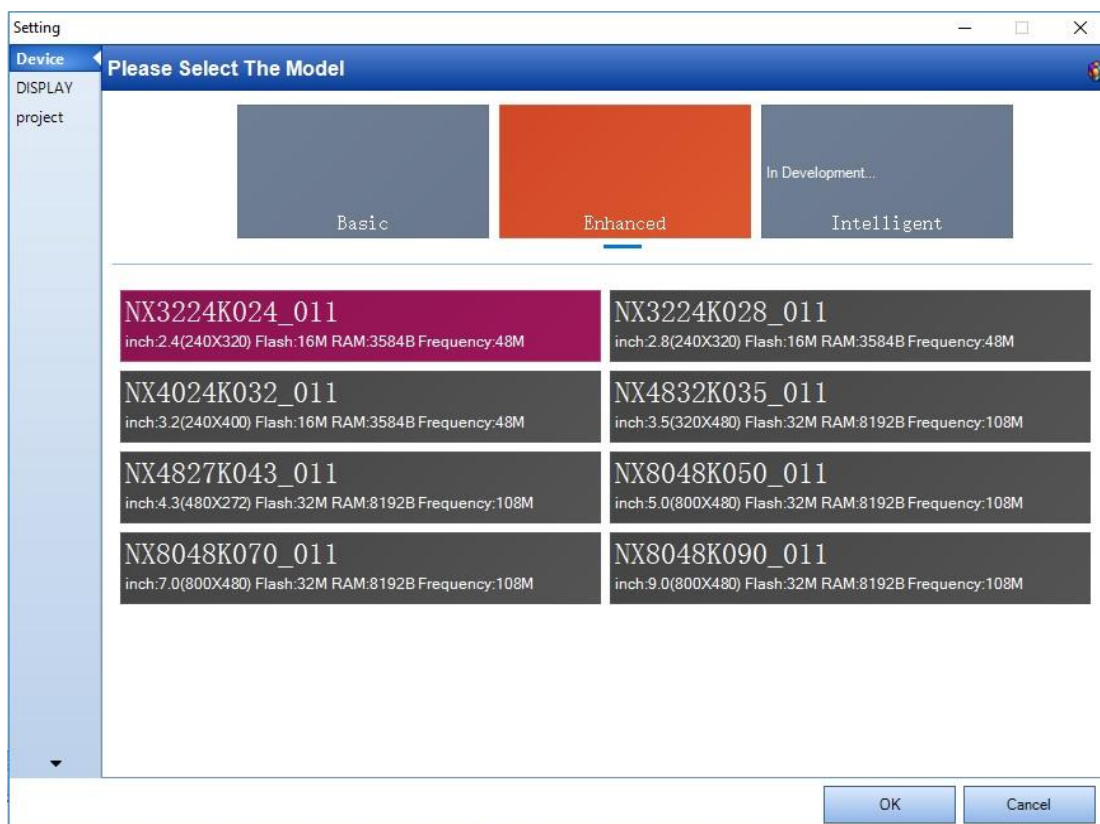 Setting
Device
DISPLAY
project
Please Select The Model
Basic
Enhanced
In Development...
Intelligent
NX3224K024_011
inch:2.4(240X320) Flash:16M RAM:3584B Frequency:48M
NX3224K028_011
inch:2.8(240X320) Flash:16M RAM:3584B Frequency:48M
NX4024K032_011
inch:3.2(240X400) Flash:16M RAM:3584B Frequency:48M
NX4832K035_011
inch:3.5(320X480) Flash:32M RAM:8192B Frequency:108M
NX4827K043_011
inch:4.3(480X272) Flash:32M RAM:8192B Frequency:108M
NX8048K050_011
inch:5.0(800X480) Flash:32M RAM:8192B Frequency:108M
NX8048K070_011
inch:7.0(800X480) Flash:32M RAM:8192B Frequency:108M
NX8048K090_011
inch:9.0(800X480) Flash:32M RAM:8192B Frequency:108M
OK
Cancel